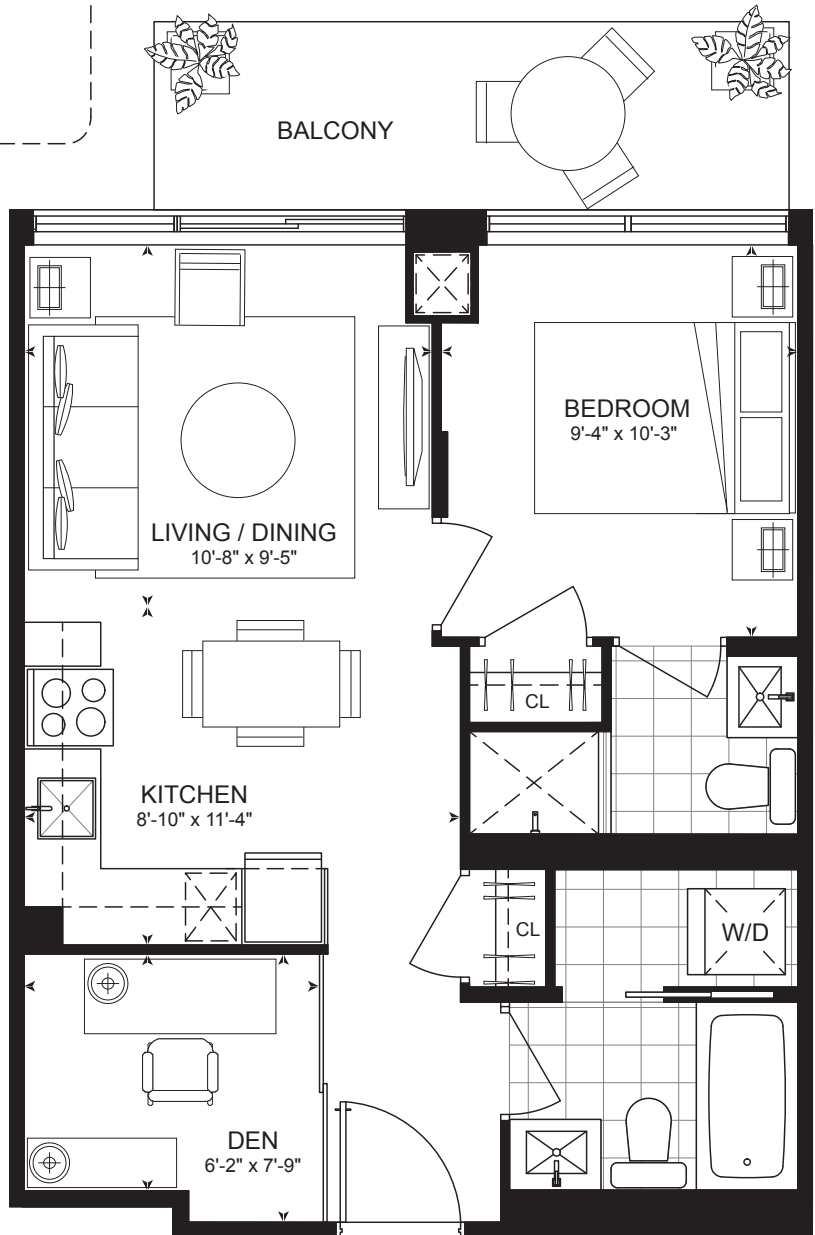 BALCONY
BEDROOM
9'-4" x 10'-3"
LIVING / DINING
10'-8" x 9'-5"
CL
KITCHEN
8'-10" x 11'-4"
CL
W/D
DEN
6'-2" x 7'-9"